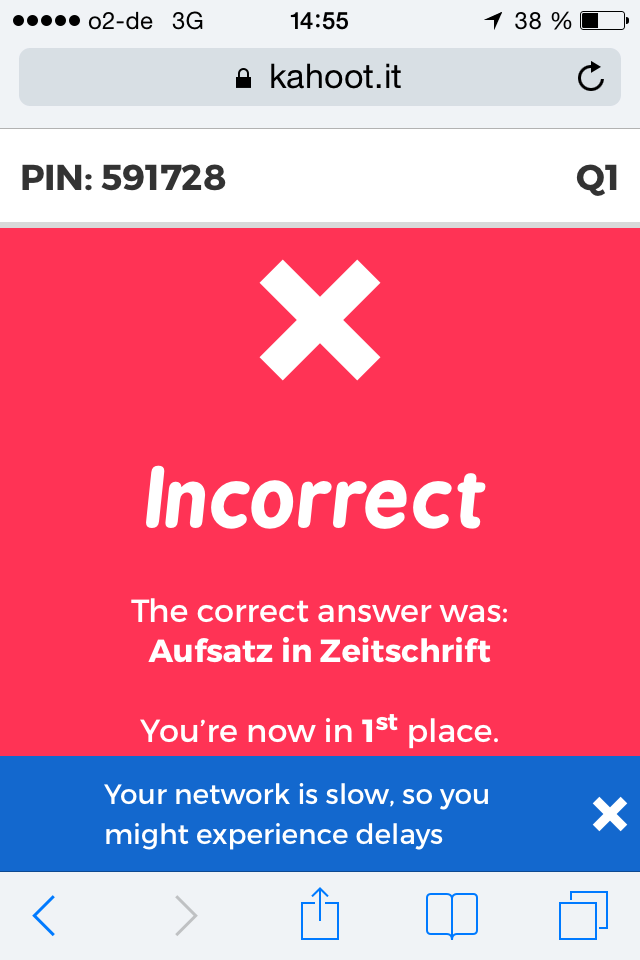 o2-de 3G 14:55 38 %
kahoot.it
PIN: 591728 Q1
Incorrect
The correct answer was:
Aufsatz in Zeitschrift
You're now in 1st place.
Your network is slow, so you
might experience delays